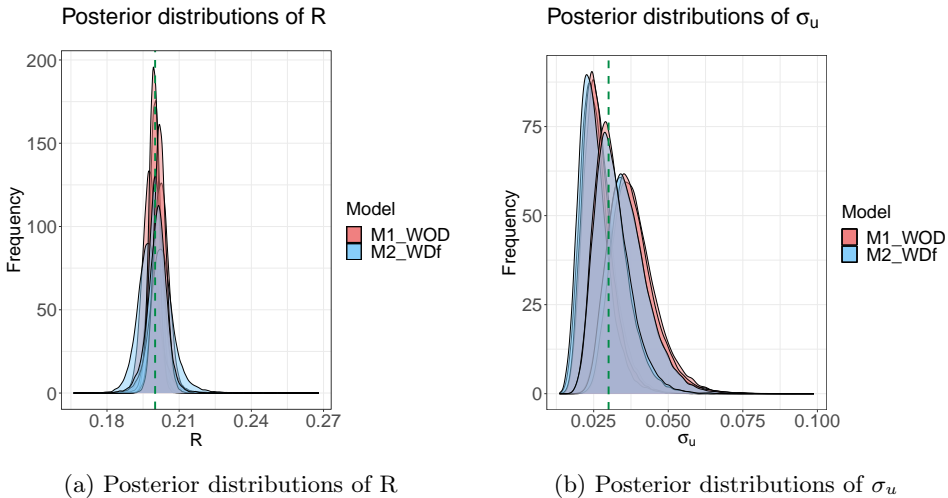 Posterior distributions of R
200
150
100
50
0
Frequency
0.18
0.21
0.24
0.27
R
Model
M1_WOD
M2_WDf
(a) Posterior distributions of R
Posterior distributions of σu
75
50
25
0
Frequency
0.025
0.050
0.075
0.100
σu
Model
M1_WOD
M2_WDf
(b) Posterior distributions of σu